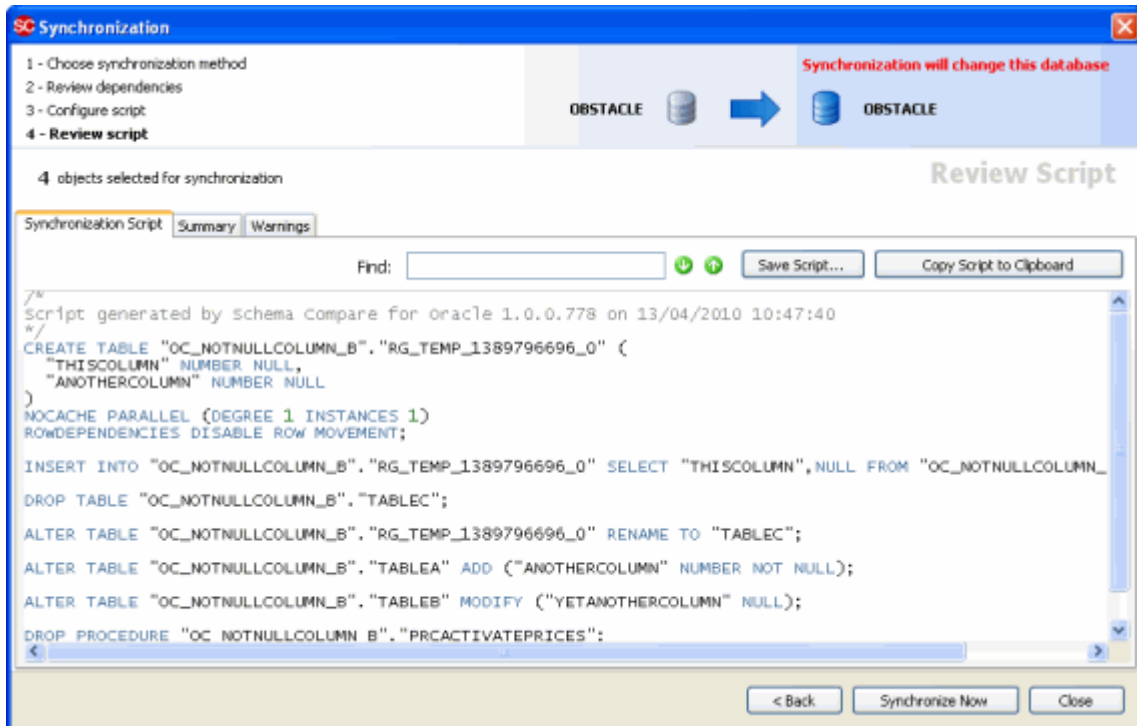 SC Synchronization
1 - Choose synchronization method
2 - Review dependencies
3 - Configure script
4 - Review script
Synchronization will change this database
OBSTACLE
OBSTACLE
4 objects selected for synchronization
Review Script
Synchronization Script
Summary
Warnings
Find:
Save Script...
Copy Script to Clipboard
/*
Script generated by Schema Compare for Oracle 1.0.0.778 on 13/04/2010 10:47:40
*/
CREATE TABLE "OC_NOTNULLCOLUMN_B"."RG_TEMP_1389796696_0" (
"THISCOLUMN" NUMBER NULL,
"ANOTHERCOLUMN" NUMBER NULL
)
NOCACHE PARALLEL (DEGREE 1 INSTANCES 1)
ROWDEPENDENCIES DISABLE ROW MOVEMENT;
INSERT INTO "OC_NOTNULLCOLUMN_B"."RG_TEMP_1389796696_0" SELECT "THISCOLUMN",NULL FROM "OC_NOTNULLCOLUMN_
DROP TABLE "OC_NOTNULLCOLUMN_B"."TABLEC";
ALTER TABLE "OC_NOTNULLCOLUMN_B"."RG_TEMP_1389796696_0" RENAME TO "TABLEC";
ALTER TABLE "OC_NOTNULLCOLUMN_B"."TABLEA" ADD ("ANOTHERCOLUMN" NUMBER NOT NULL);
ALTER TABLE "OC_NOTNULLCOLUMN_B"."TABLEB" MODIFY ("YETANOTHERCOLUMN" NULL);
DROP PROCEDURE "OC_NOTNULLCOLUMN_B"."PRCACTIVATEPRICES";
< Back
Synchronize Now
Close